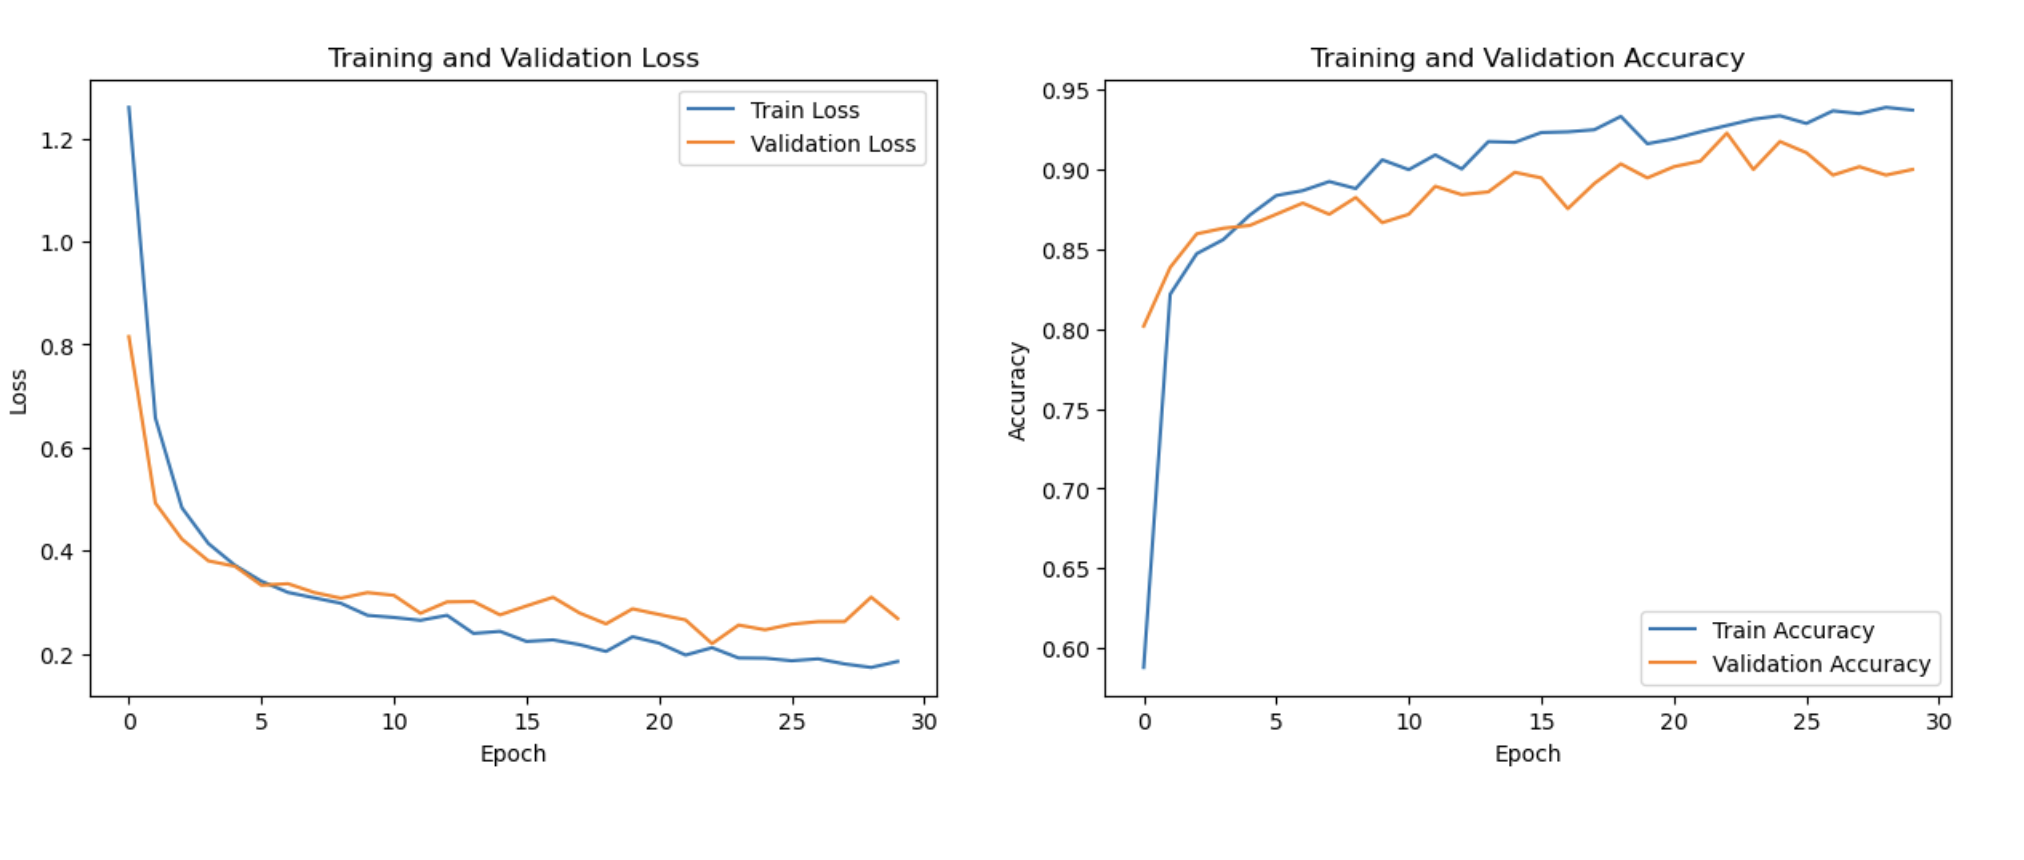 Training and Validation Loss
Train Loss
Validation Loss
1.2
1.0
0.8
0.6
0.4
0.2
Loss
0 5 10 15 20 25 30
Epoch
Training and Validation Accuracy
0.95
0.90
0.85
0.80
0.75
0.70
0.65
0.60
Accuracy
Train Accuracy
Validation Accuracy
0 5 10 15 20 25 30
Epoch